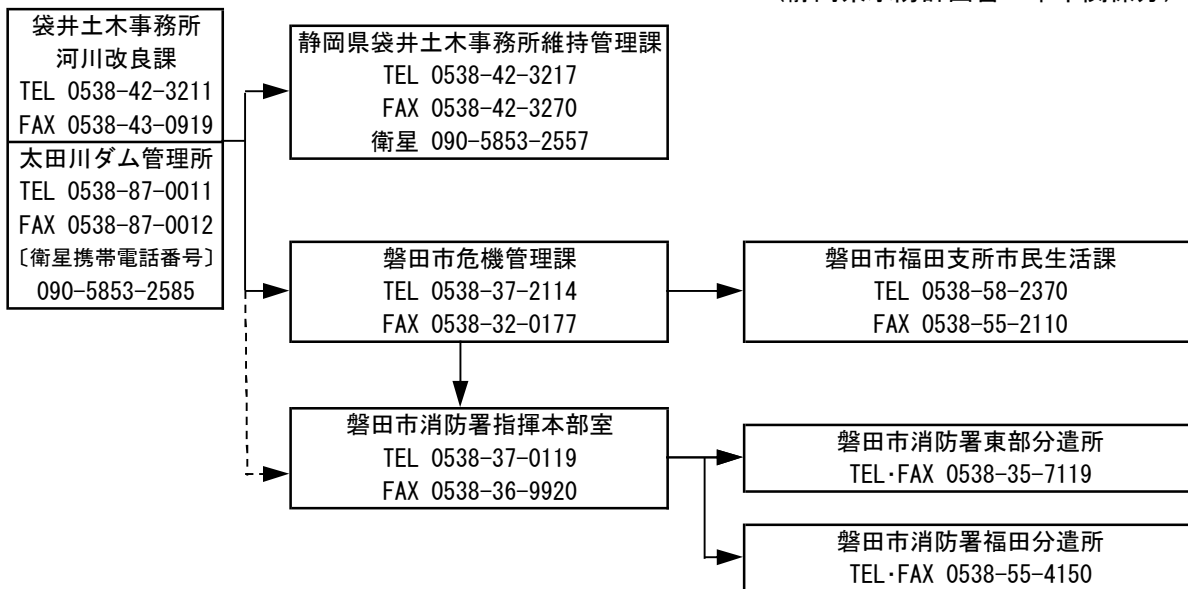 袋井土木事務所
河川改良課
TEL 0538-42-3211
FAX 0538-43-0919
太田川ダム管理所
TEL 0538-87-0011
FAX 0538-87-0012
〔衛星携帯電話番号〕
090-5853-2585
静岡県袋井土木事務所維持管理課
TEL 0538-42-3217
FAX 0538-42-3270
衛星 090-5853-2557
磐田市危機管理課
TEL 0538-37-2114
FAX 0538-32-0177
磐田市福田支所市民生活課
TEL 0538-58-2370
FAX 0538-55-2110
磐田市消防署指揮本部室
TEL 0538-37-0119
FAX 0538-36-9920
磐田市消防署東部分遣所
TEL･FAX 0538-35-7119
磐田市消防署福田分遣所
TEL･FAX 0538-55-4150